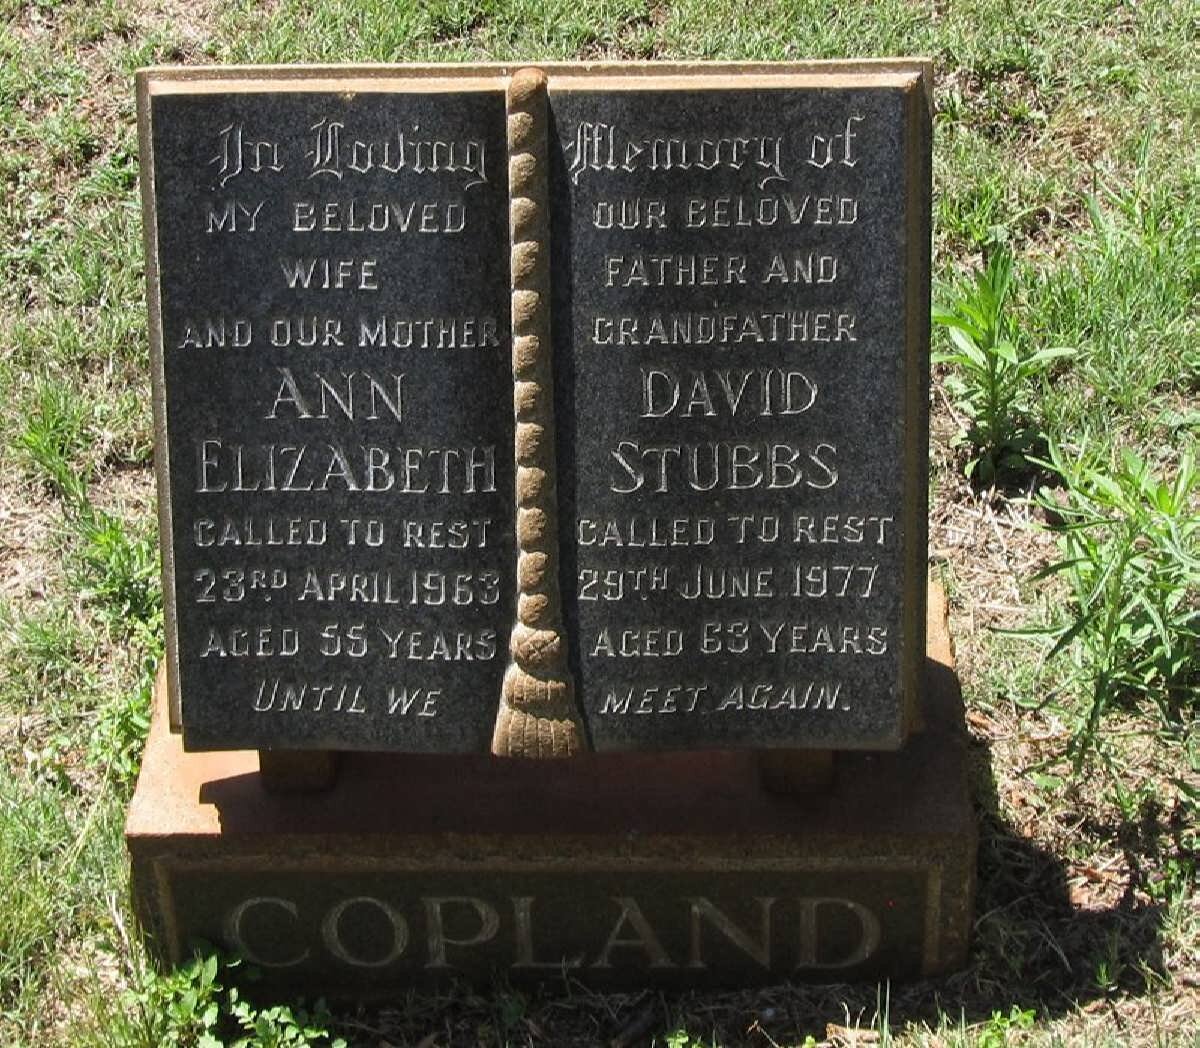 In Loving Memory of
MY BELOVED
WIFE
AND OUR MOTHER
ANN
ELIZABETH
CALLED TO REST
23RD APRIL 1963
AGED 55 YEARS
OUR BELOVED
FATHER AND
GRANDFATHER
DAVID
STUBBS
CALLED TO REST
29TH JUNE 1977
AGED 63 YEARS
UNTIL WE MEET AGAIN.
COPLAND